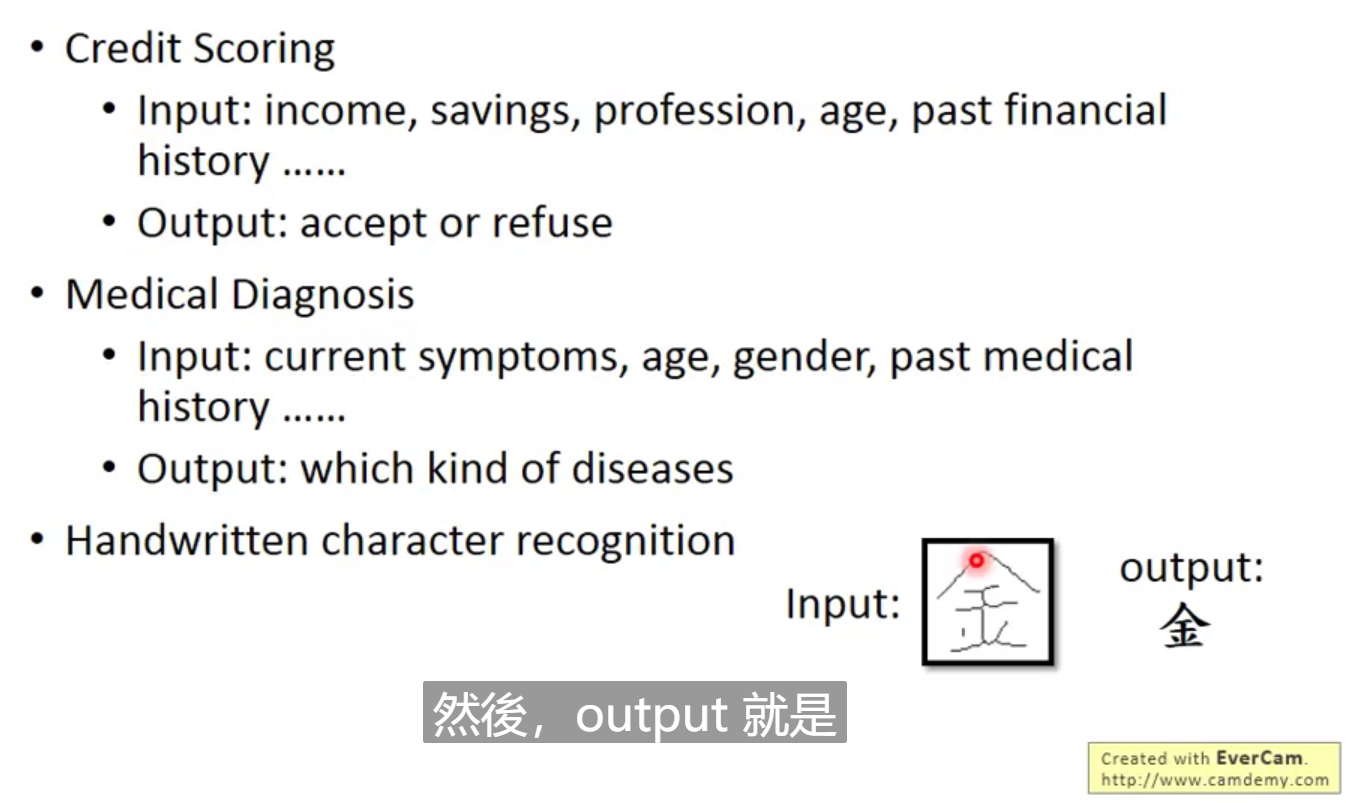 • Credit Scoring
• Input: income, savings, profession, age, past financial
history ……
• Output: accept or refuse
• Medical Diagnosis
• Input: current symptoms, age, gender, past medical
history ……
• Output: which kind of diseases
• Handwritten character recognition
Input:
金
output:
金
然後，output 就是
Created with EverCam.
http://www.camdemy.com